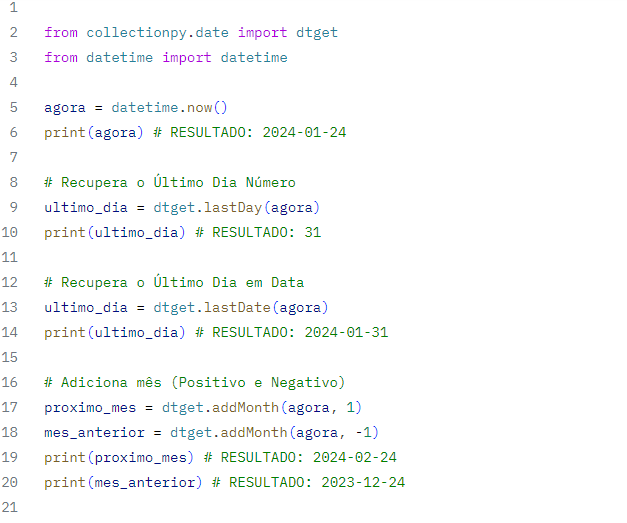 1
2 from collectionpy.date import dtget
3 from datetime import datetime
4
5 agora = datetime.now()
6 print(agora) # RESULTADO: 2024-01-24
7
8 # Recupera o Último Dia Número
9 ultimo_dia = dtget.lastDay(agora)
10 print(ultimo_dia) # RESULTADO: 31
11
12 # Recupera o Último Dia em Data
13 ultimo_dia = dtget.lastDate(agora)
14 print(ultimo_dia) # RESULTADO: 2024-01-31
15
16 # Adiciona mês (Positivo e Negativo)
17 proximo_mes = dtget.addMonth(agora, 1)
18 mes_anterior = dtget.addMonth(agora, -1)
19 print(proximo_mes) # RESULTADO: 2024-02-24
20 print(mes_anterior) # RESULTADO: 2023-12-24
21